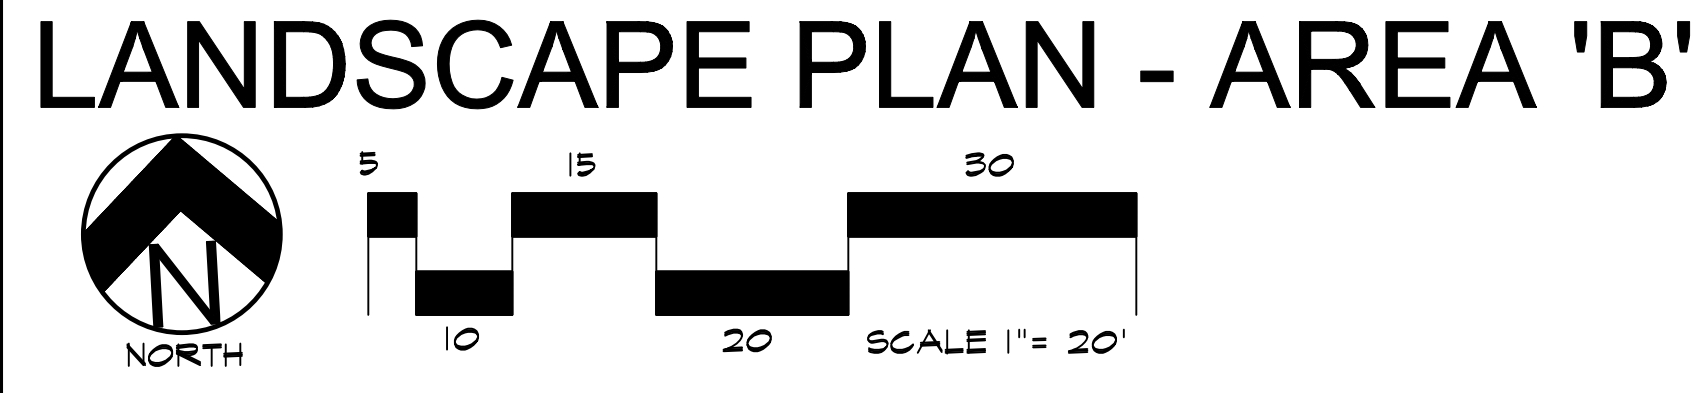 LANDSCAPE PLAN - AREA 'B'
5 15 30
N
10 20 SCALE 1"= 20'
NORTH